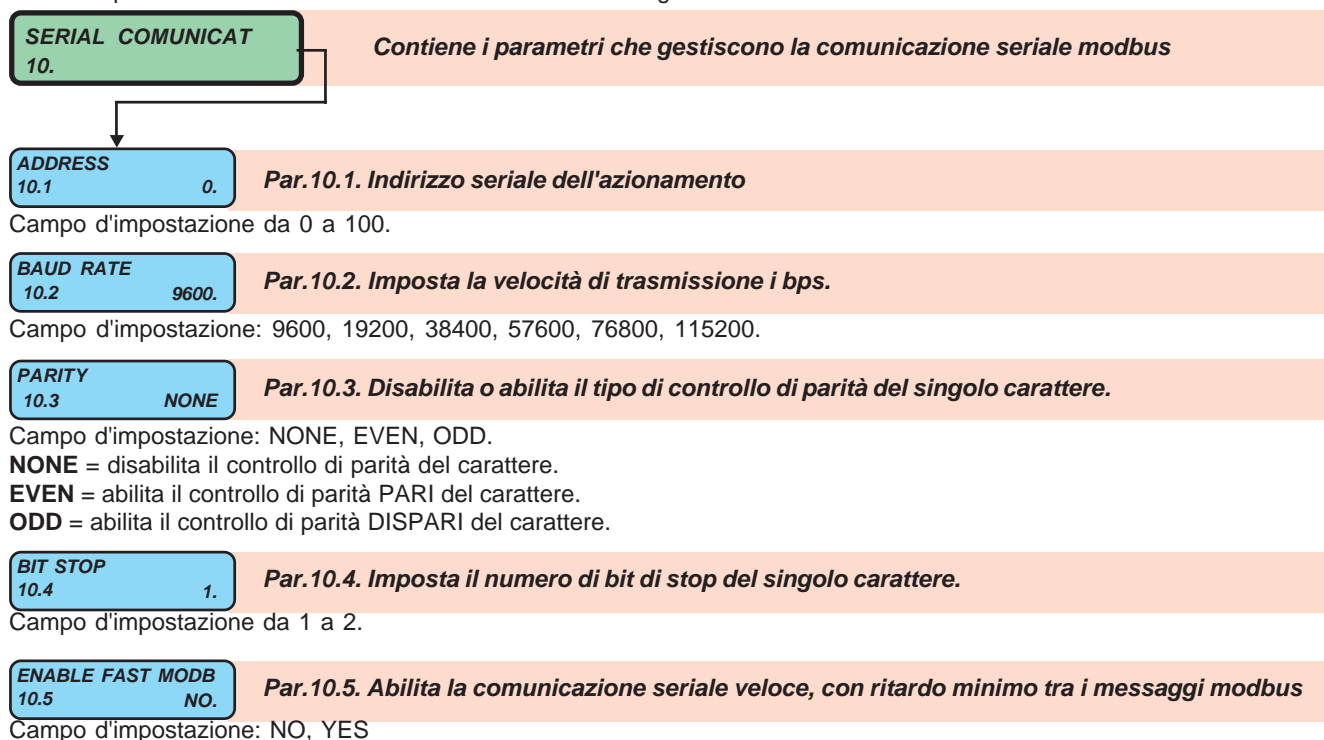 SERIAL COMUNICAT
10.
Contiene i parametri che gestiscono la comunicazione seriale modbus
ADDRESS
10.1 0.
Par.10.1. Indirizzo seriale dell'azionamento
Campo d'impostazione da 0 a 100.
BAUD RATE
10.2 9600.
Par.10.2. Imposta la velocità di trasmissione i bps.
Campo d'impostazione: 9600, 19200, 38400, 57600, 76800, 115200.
PARITY
10.3 NONE
Par.10.3. Disabilita o abilita il tipo di controllo di parità del singolo carattere.
Campo d'impostazione: NONE, EVEN, ODD.
NONE = disabilita il controllo di parità del carattere.
EVEN = abilita il controllo di parità PARI del carattere.
ODD = abilita il controllo di parità DISPARI del carattere.
BIT STOP
10.4 1.
Par.10.4. Imposta il numero di bit di stop del singolo carattere.
Campo d'impostazione da 1 a 2.
ENABLE FAST MODB
10.5 NO.
Par.10.5. Abilita la comunicazione seriale veloce, con ritardo minimo tra i messaggi modbus
Campo d'impostazione: NO, YES